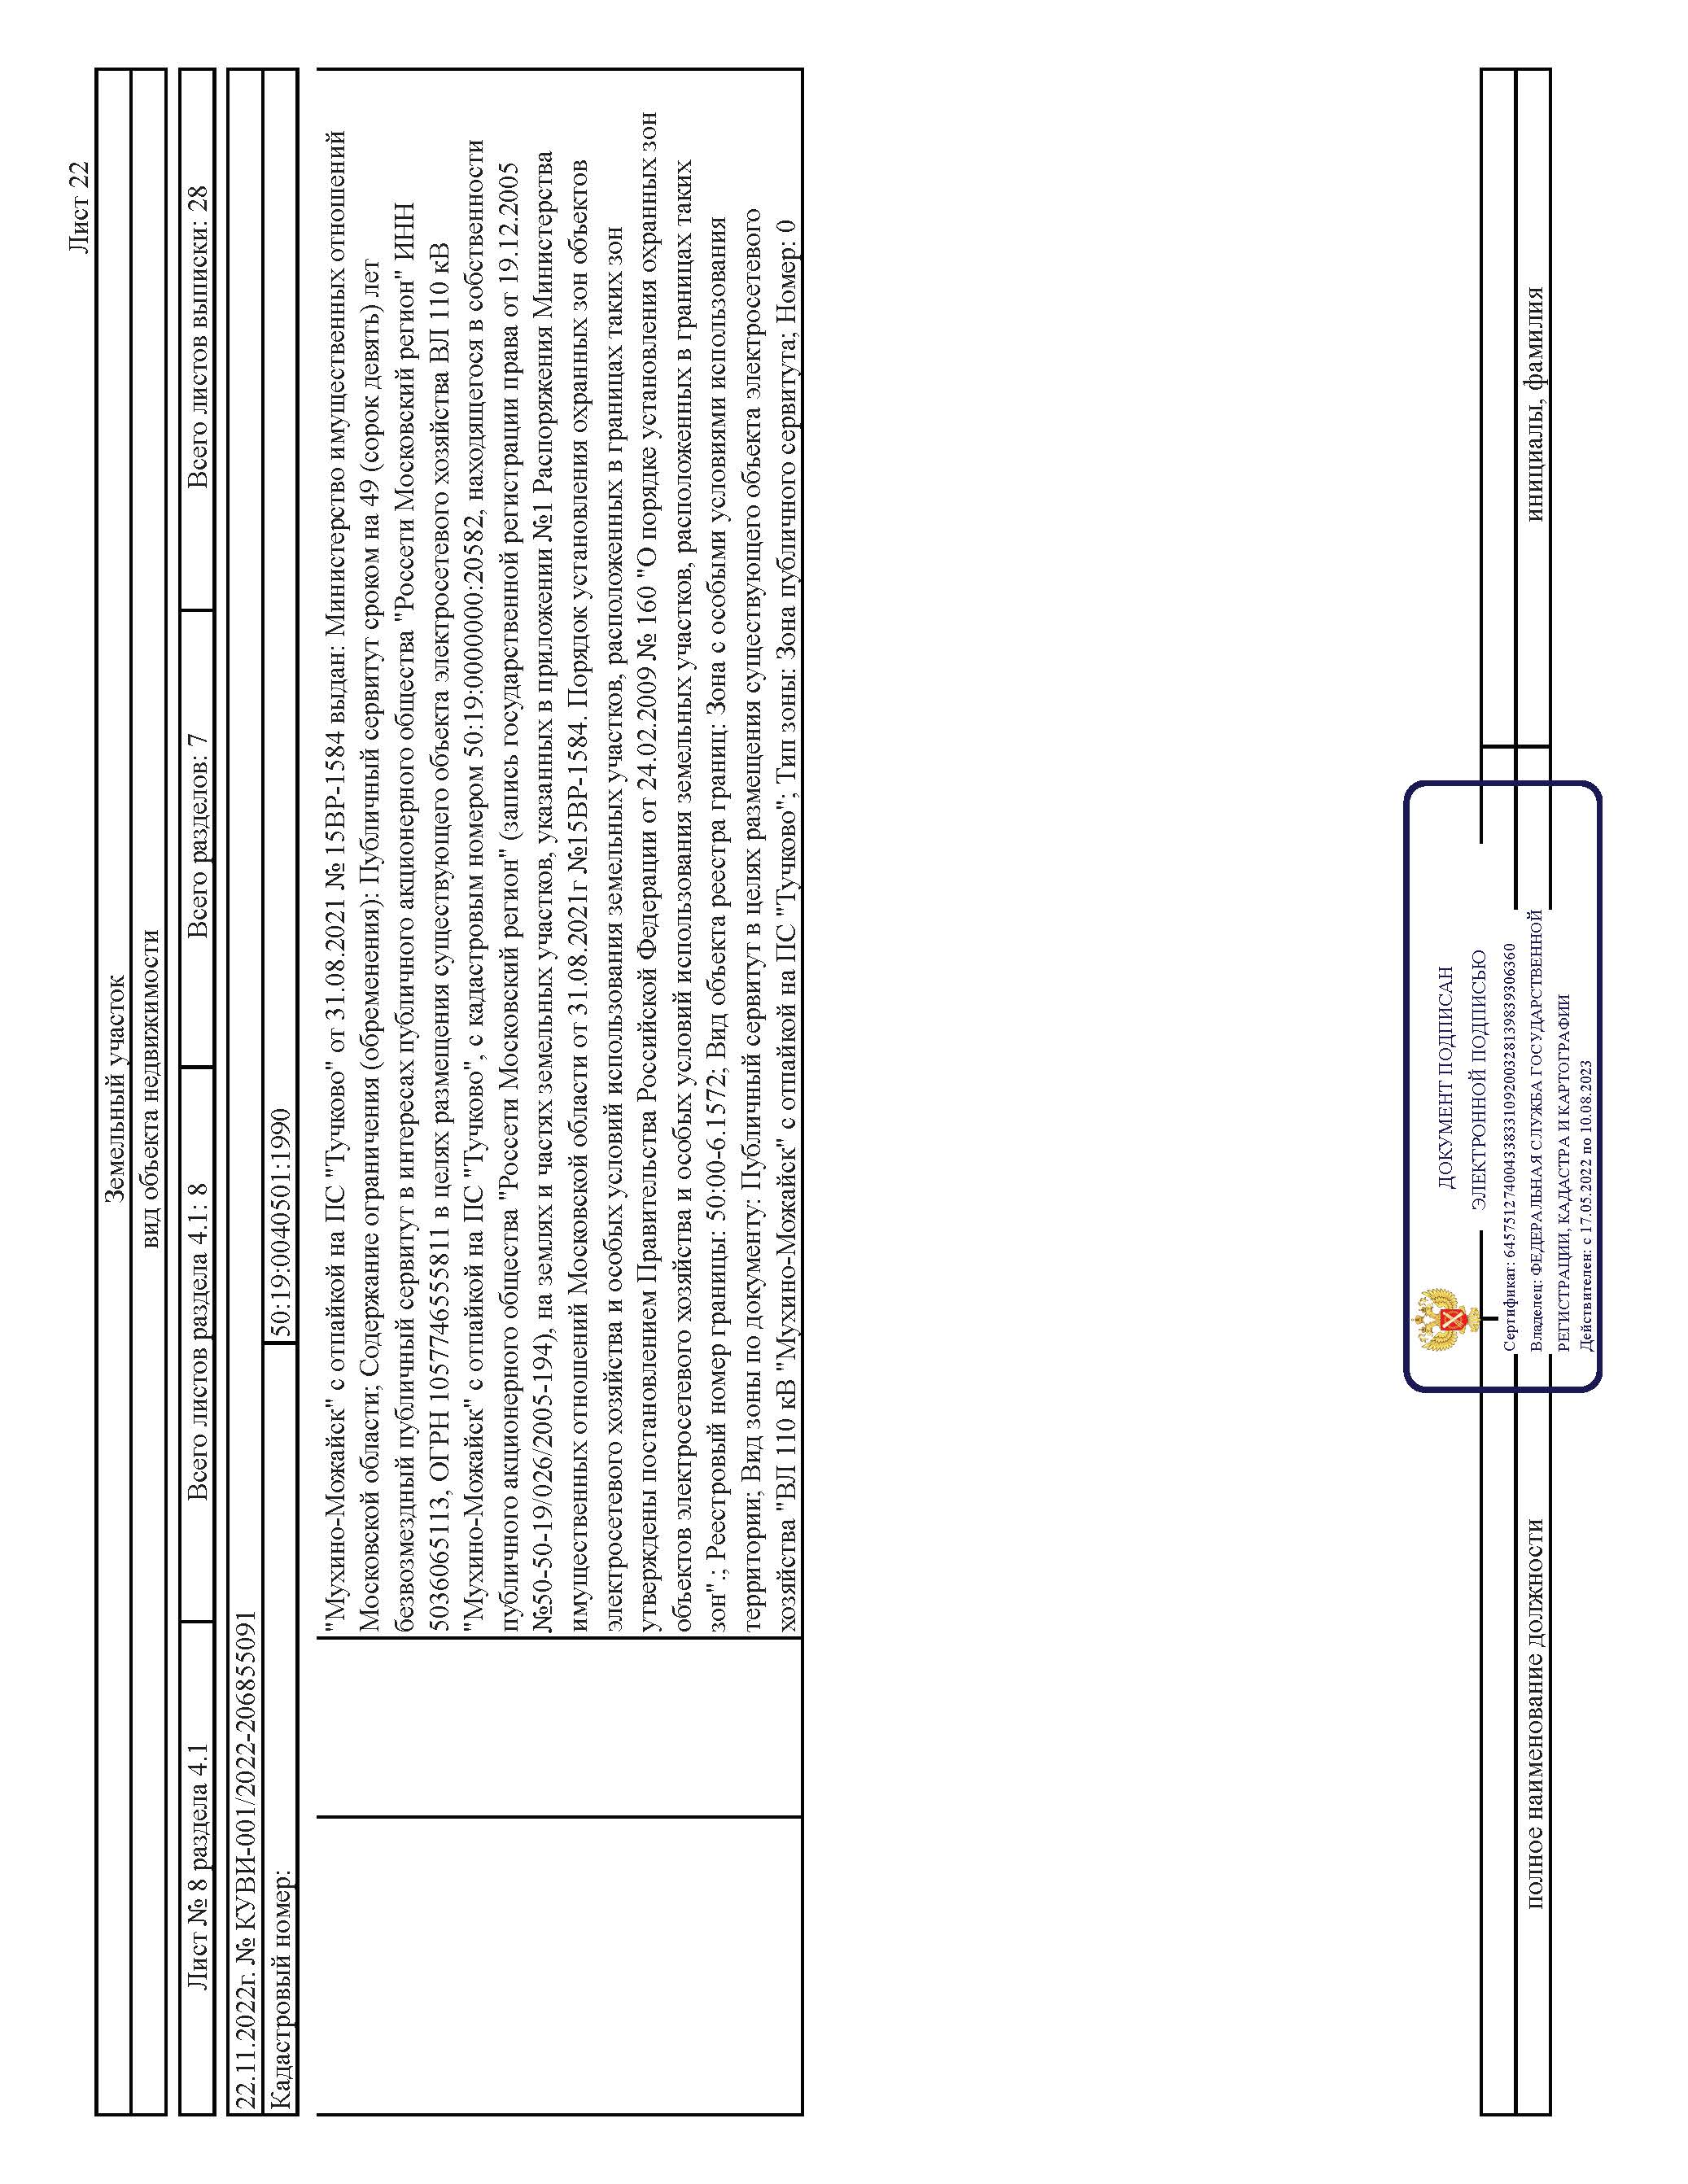 Лист 22
Земельный участок
вид объекта недвижимости
Лист № 8 раздела 4.1 Всего листов раздела 4.1: 8 Всего разделов: 7 Всего листов выписки: 28
22.11.2022г. № КУВИ-001/2022-206855091
Кадастровый номер: 50:19:0040501:1990
"Мухино-Можайск" с отпайкой на ПС "Тучково" от 31.08.2021 № 15ВР-1584 выдан: Министерство имущественных отношений
Московской области; Содержание ограничения (обременения): Публичный сервитут сроком на 49 (сорок девять) лет
безвозмездный публичный сервитут в интересах публичного акционерного общества "Россети Московский регион" ИНН
5036065113, ОГРН 1057746555811 в целях размещения существующего объекта электросетевого хозяйства ВЛ 110 кВ
"Мухино-Можайск" с отпайкой на ПС "Тучково", с кадастровым номером 50:19:0000000:20582, находящегося в собственности
публичного акционерного общества "Россети Московский регион" (запись государственной регистрации права от 19.12.2005
№50-50-19/026/2005-194), на землях и частях земельных участков, указанных в приложении №1 Распоряжения Министерства
имущественных отношений Московской области от 31.08.2021г №15ВР-1584. Порядок установления охранных зон объектов
электросетевого хозяйства и особых условий использования земельных участков, расположенных в границах таких зон
утверждены постановлением Правительства Российской Федерации от 24.02.2009 № 160 "О порядке установления охранных зон
объектов электросетевого хозяйства и особых условий использования земельных участков, расположенных в границах таких
зон".; Реестровый номер границы: 50:00-6.1572; Вид объекта реестра границ: Зона с особыми условиями использования
территории; Вид зоны по документу: Публичный сервитут в целях размещения существующего объекта электросетевого
хозяйства "ВЛ 110 кВ "Мухино-Можайск" с отпайкой на ПС "Тучково"; Тип зоны: Зона публичного сервитута; Номер: 0
ДОКУМЕНТ ПОДПИСАН
ЭЛЕКТРОННОЙ ПОДПИСЬЮ
Сертификат: 64575127400433833109200328139839306360
Владелец: ФЕДЕРАЛЬНАЯ СЛУЖБА ГОСУДАРСТВЕННОЙ
РЕГИСТРАЦИИ, КАДАСТРА И КАРТОГРАФИИ
Действителен: с 17.05.2022 по 10.08.2023
полное наименование должности инициалы, фамилия